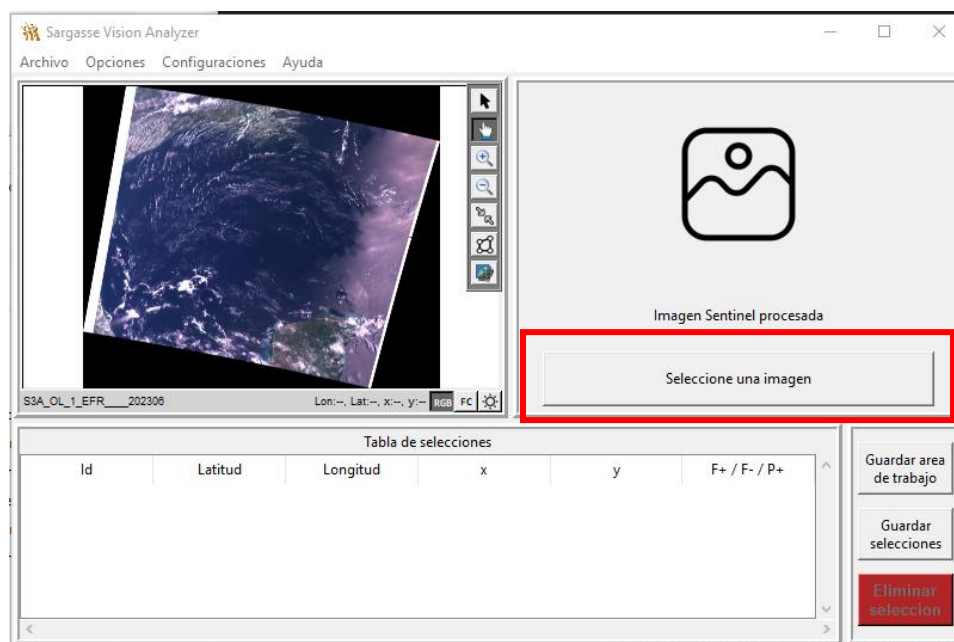 Sargasse Vision Analyzer
Archivo Opciones Configuraciones Ayuda
Imagen Sentinel procesada
Seleccione una imagen
S3A_OL_1_EFR____202306 Lon:--, Lat:--, x:--, y:-- RGB FC
Tabla de selecciones
Id Latitud Longitud x y F+ / F- / P+
Guardar area
de trabajo
Guardar
selecciones
Eliminar
seleccion